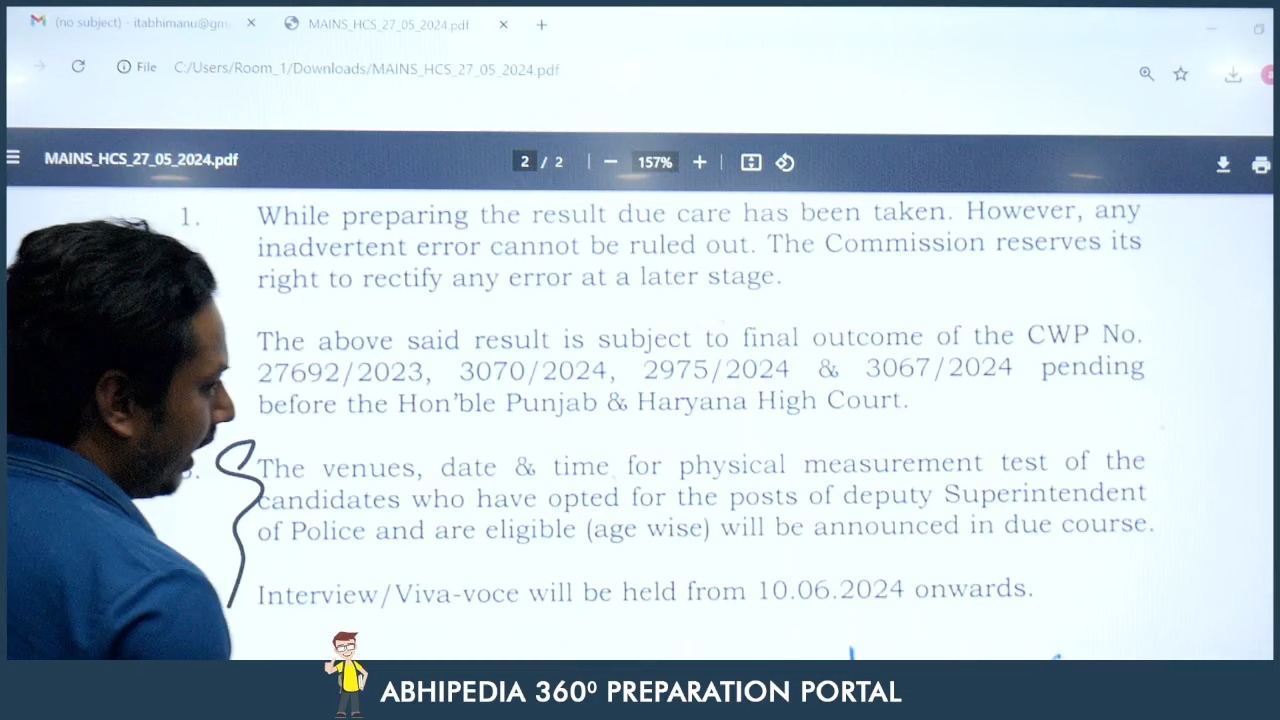 (no subject) - itabhimanu@gm
MAINS_HCS_27_05_2024.pdf
File C:/Users/Room_1/Downloads/MAINS_HCS_27_05_2024.pdf
MAINS_HCS_27_05_2024.pdf 2 / 2 157%
1. While preparing the result due care has been taken. However, any
inadvertent error cannot be ruled out. The Commission reserves its
right to rectify any error at a later stage.
The above said result is subject to final outcome of the CWP No.
27692/2023, 3070/2024, 2975/2024 & 3067/2024 pending
before the Hon'ble Punjab & Haryana High Court.
The venues, date & time for physical measurement test of the
candidates who have opted for the posts of deputy Superintendent
of Police and are eligible (age wise) will be announced in due course.
Interview/Viva-voce will be held from 10.06.2024 onwards.
ABHIPEDIA 360⁰ PREPARATION PORTAL